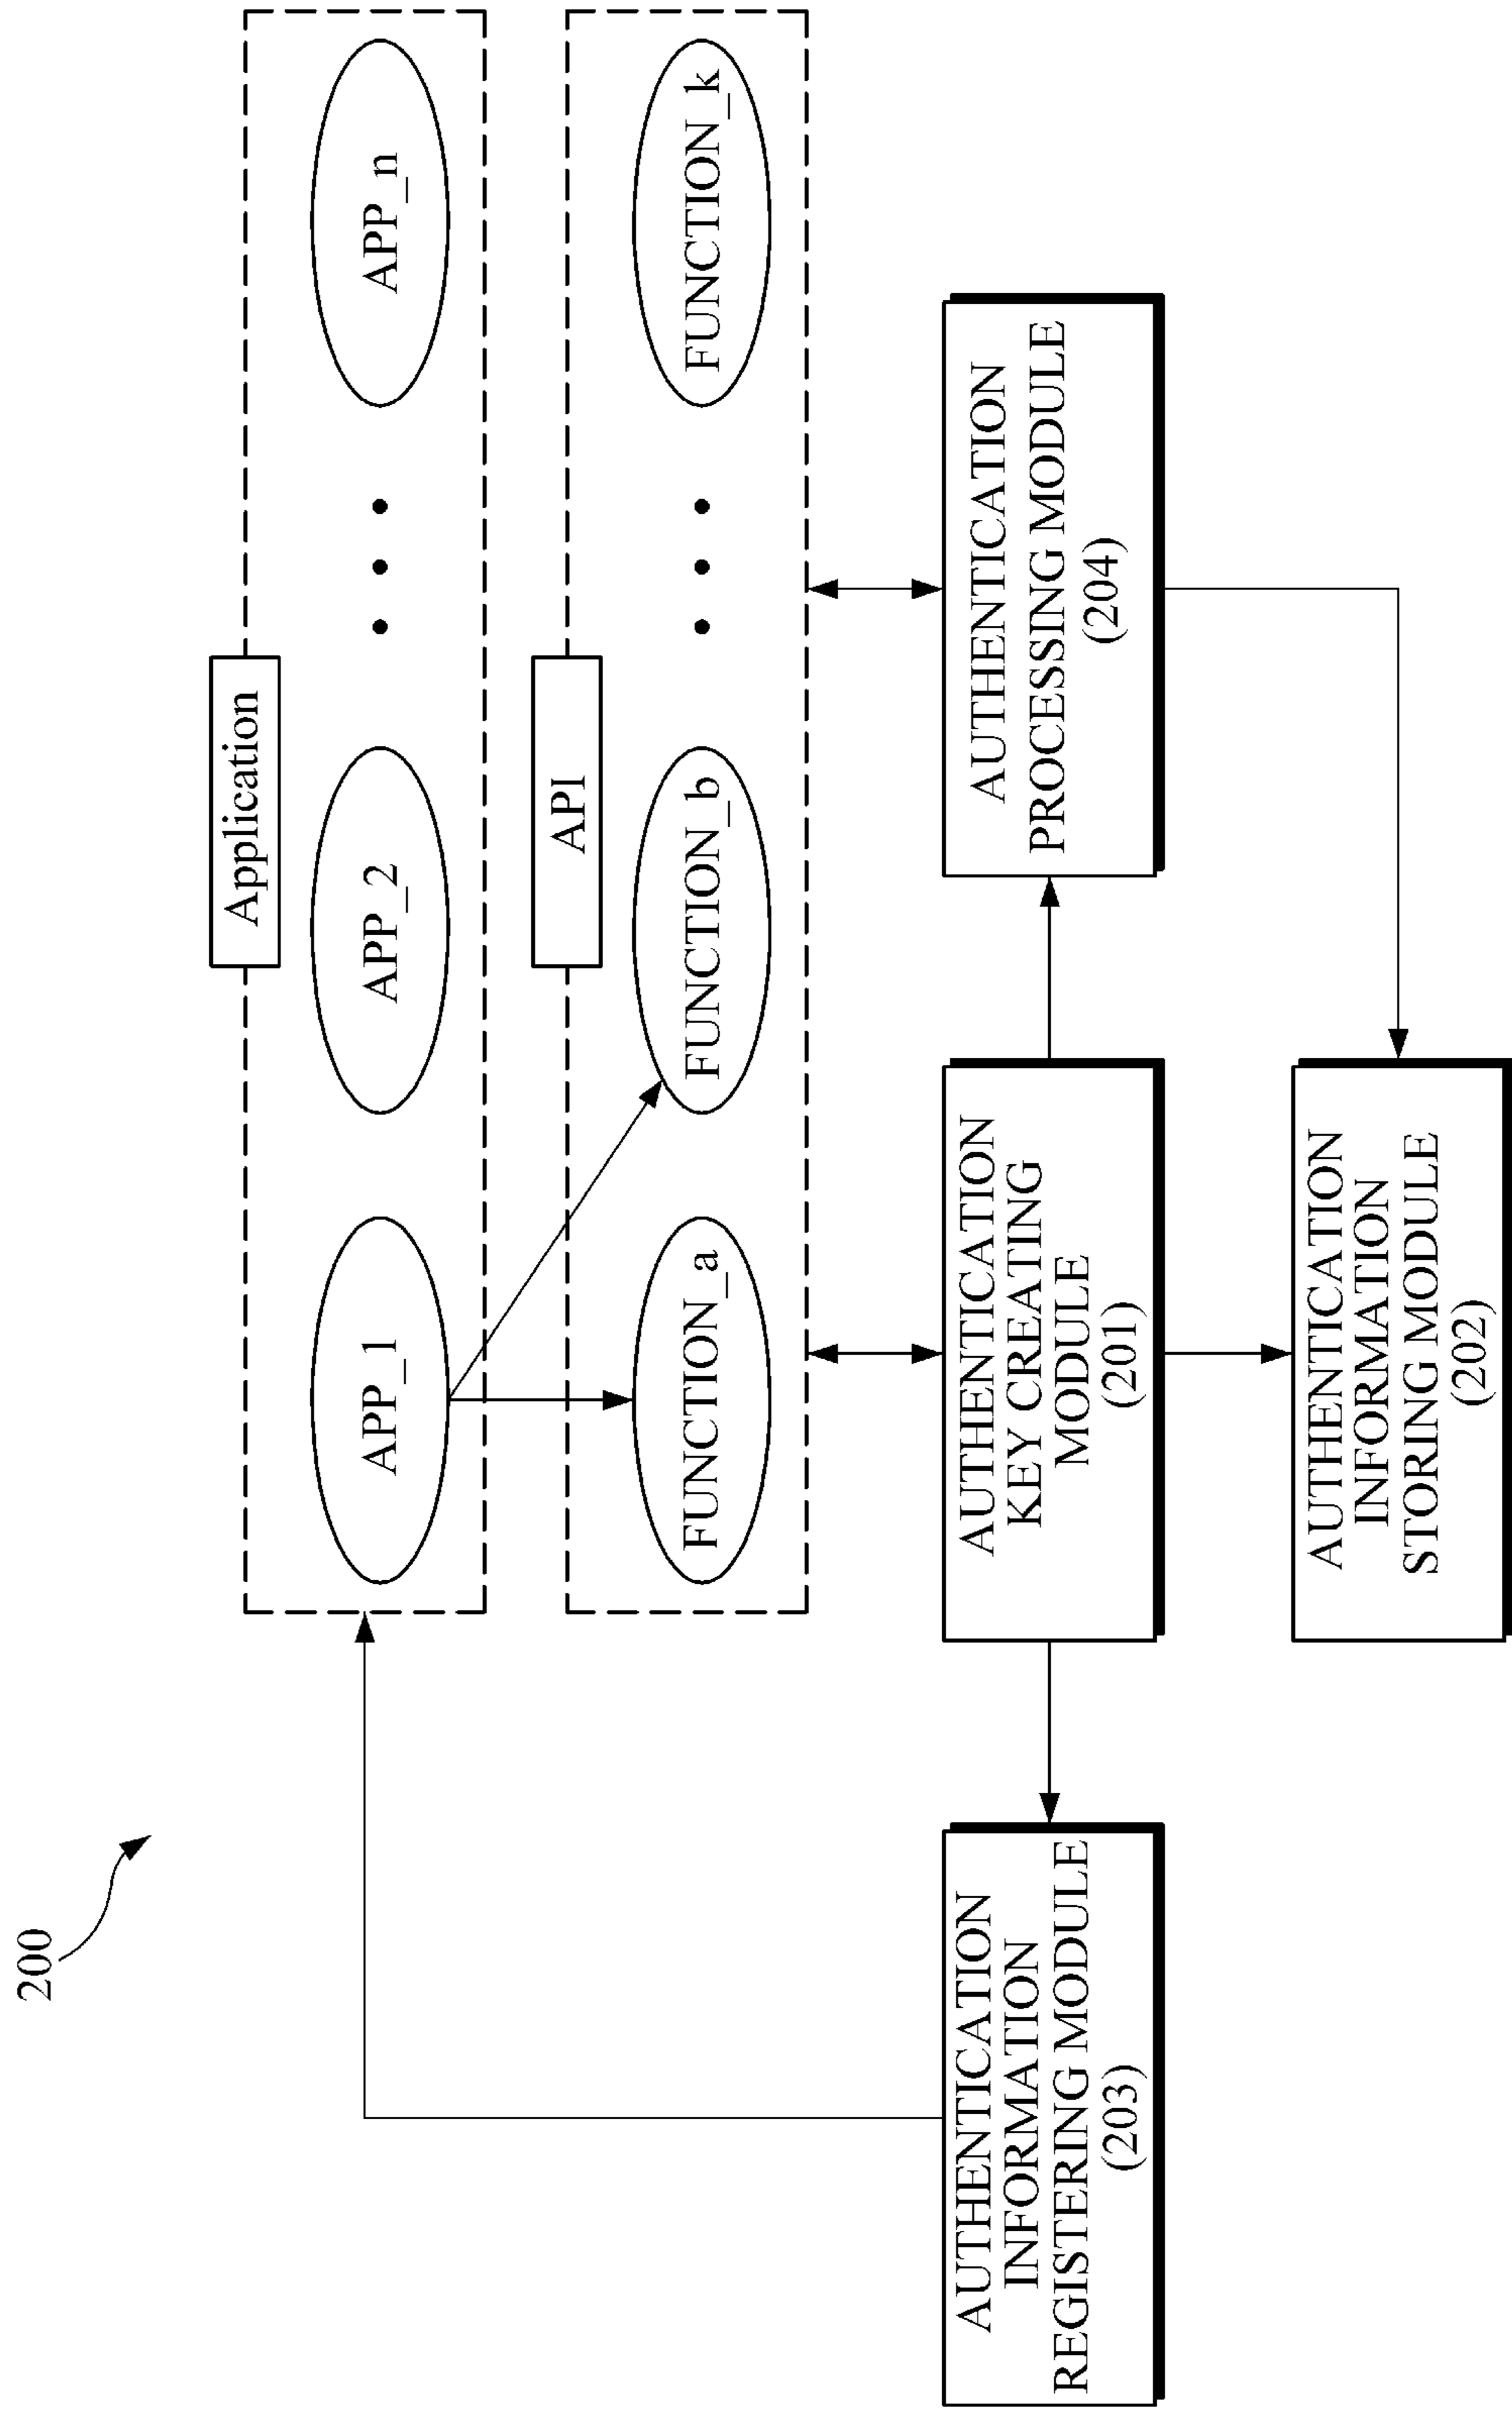 200
Application
APP_1
APP_2
APP_n
API
FUNCTION_a
FUNCTION_b
FUNCTION_k
AUTHENTICATION
INFORMATION
REGISTERING MODULE
(203)
AUTHENTICATION
KEY CREATING
MODULE
(201)
AUTHENTICATION
PROCESSING MODULE
(204)
AUTHENTICATION
INFORMATION
STORING MODULE
(202)